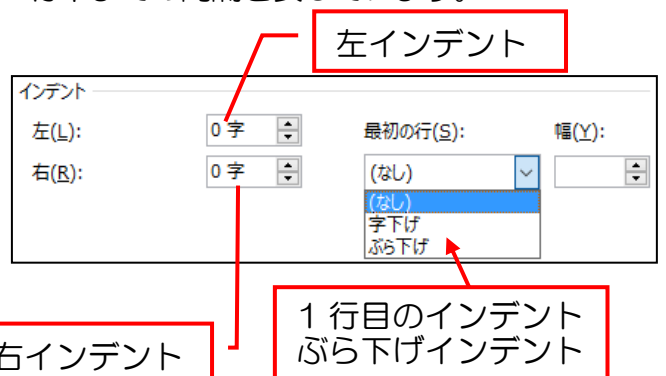 左インデント
インデント
左(L): 0 字 最初の行(S): 幅(Y):
右(R): 0 字 (なし)
(なし)
字下げ
ぶら下げ
1 行目のインデント
ぶら下げインデント
右インデント